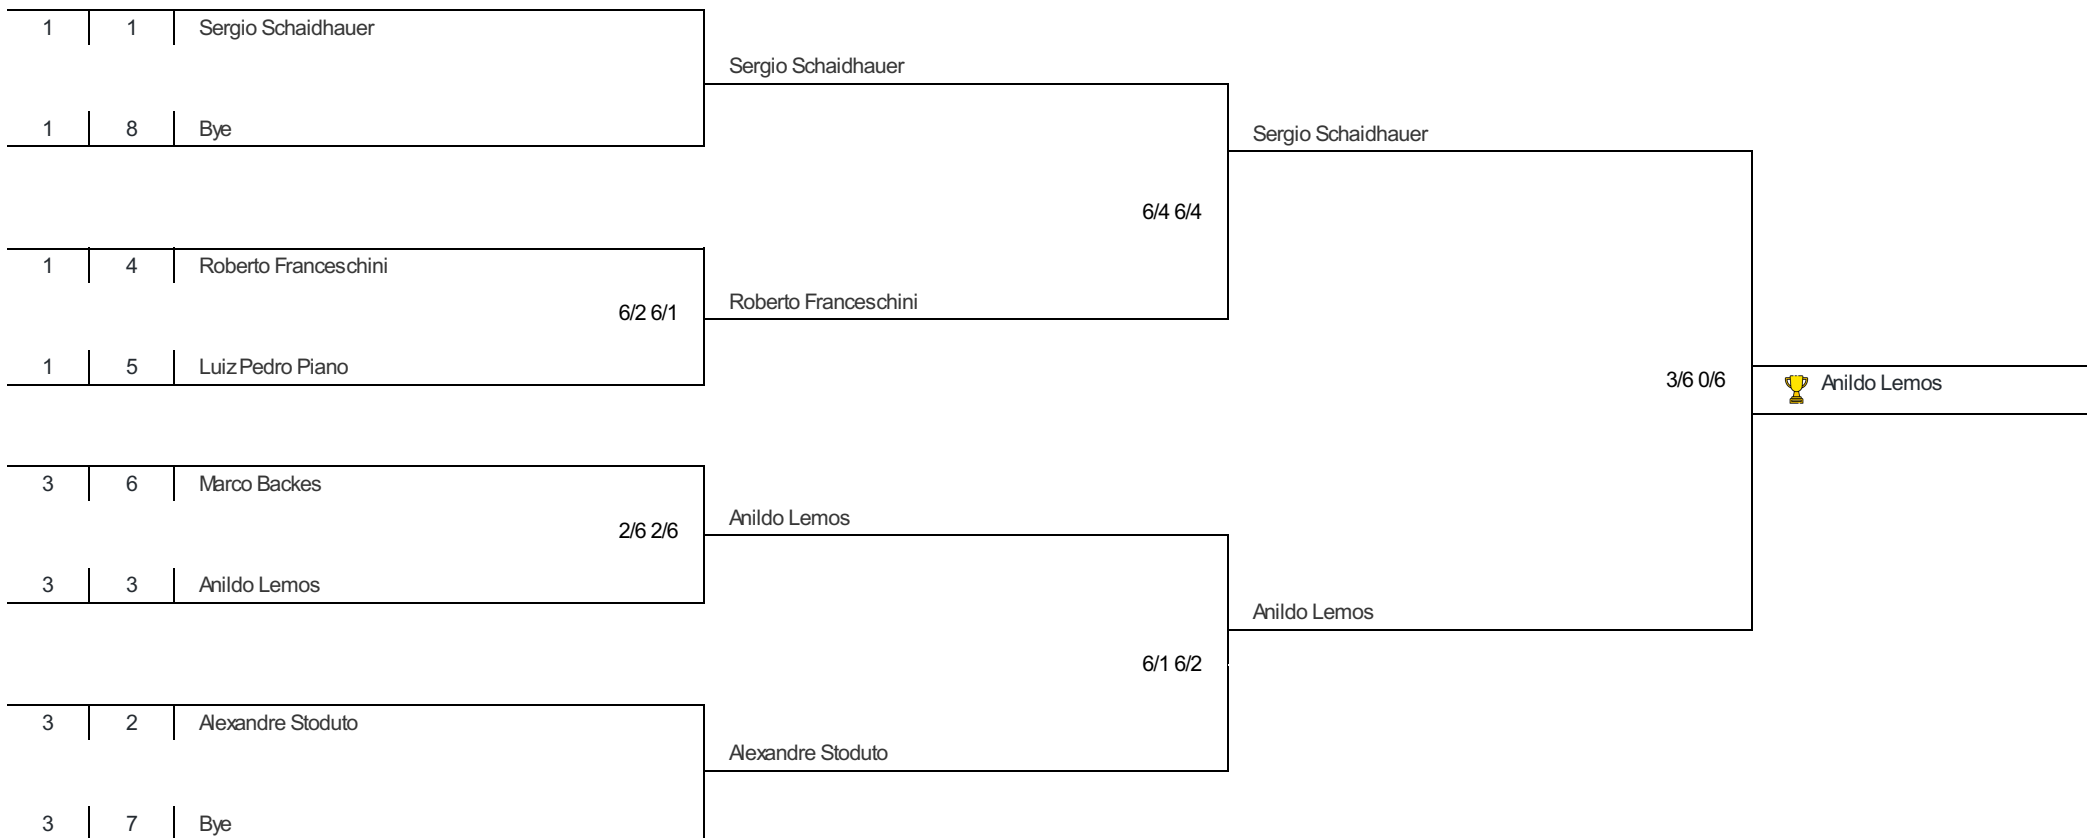 1 1 Sergio Schaidhauer
Sergio Schaidhauer
1 8 Bye
Sergio Schaidhauer
6/4 6/4
1 4 Roberto Franceschini
Roberto Franceschini
6/2 6/1
1 5 Luiz Pedro Piano
3/6 0/6
Anildo Lemos
3 6 Marco Backes
Anildo Lemos
2/6 2/6
3 3 Anildo Lemos
Anildo Lemos
6/1 6/2
3 2 Alexandre Stoduto
Alexandre Stoduto
3 7 Bye